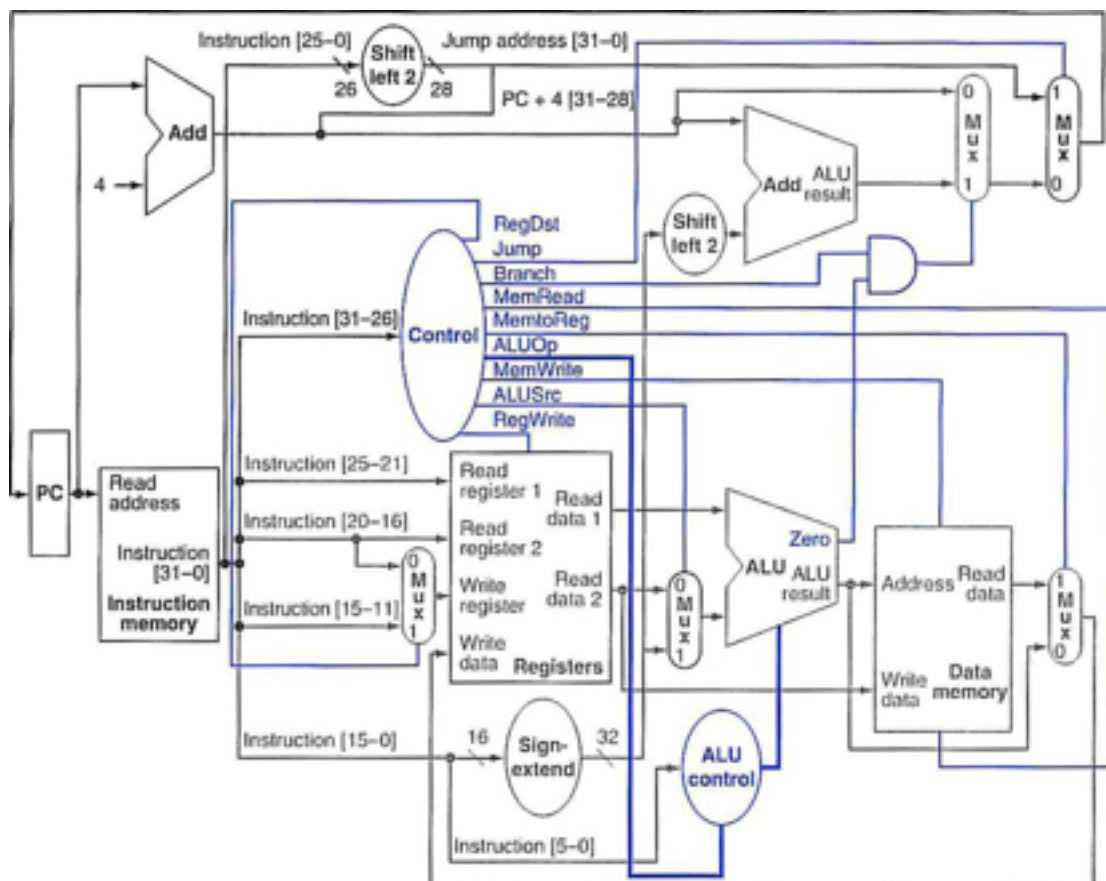 Instruction [25–0]
Shift
left 2
Jump address [31–0]
26
28
PC + 4 [31–28]
Add
4
0
M
u
x
1
1
M
u
x
0
Add
ALU
result
Shift
left 2
RegDst
Jump
Branch
MemRead
MemtoReg
ALUOp
MemWrite
ALUSrc
RegWrite
Instruction [31–26]
Control
PC
Read
address
Instruction
[31–0]
Instruction
memory
Instruction [25–21]
Instruction [20–16]
Instruction [15–11]
0
M
u
x
1
Read
register 1
Read
register 2
Write
register
Write
data
Read
data 1
Read
data 2
Registers
0
M
u
x
1
Zero
ALU
ALU
result
Address
Read
data
Write
data
Data
memory
1
M
u
x
0
Instruction [15–0]
16
Sign-
extend
32
ALU
control
Instruction [5–0]